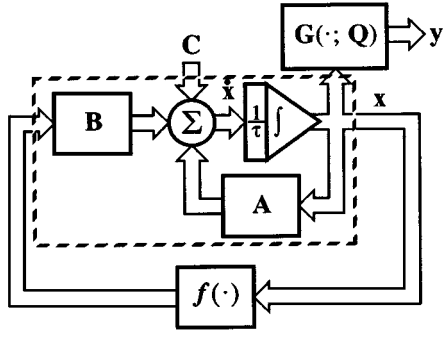 G(·; Q)
y
C
ẋ
x
B
Σ
1/τ ∫
A
f(·)